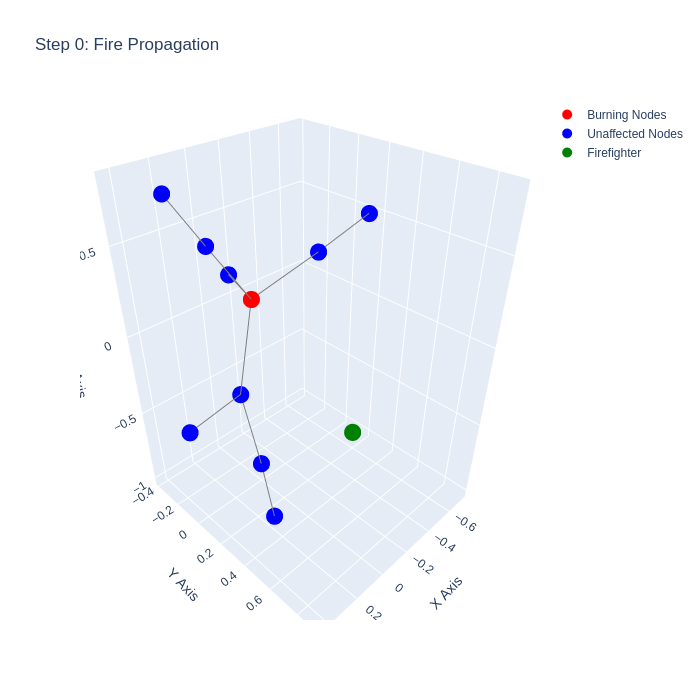 Step 0: Fire Propagation
Burning Nodes
Unaffected Nodes
Firefighter
0.5
0
−0.5
−1
−0.4
−0.2
0
0.2
0.4
0.6
Y Axis
−0.6
−0.4
−0.2
0
0.2
X Axis